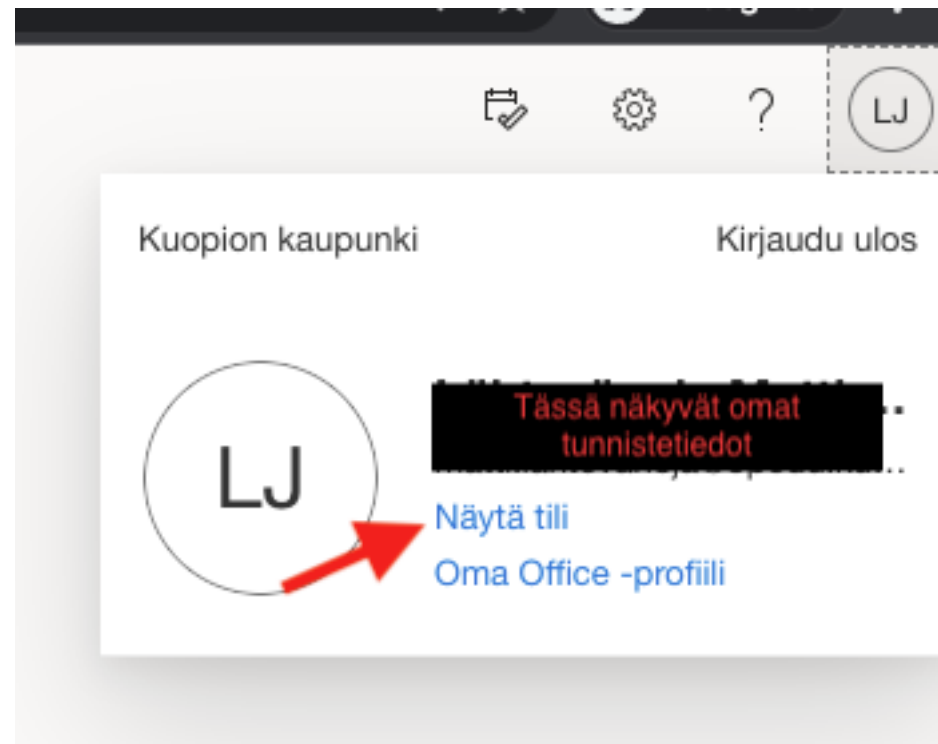 LJ
Kuopion kaupunki
Kirjaudu ulos
LJ
Tässä näkyvät omat
tunnistetiedot
Näytä tili
Oma Office -profiili